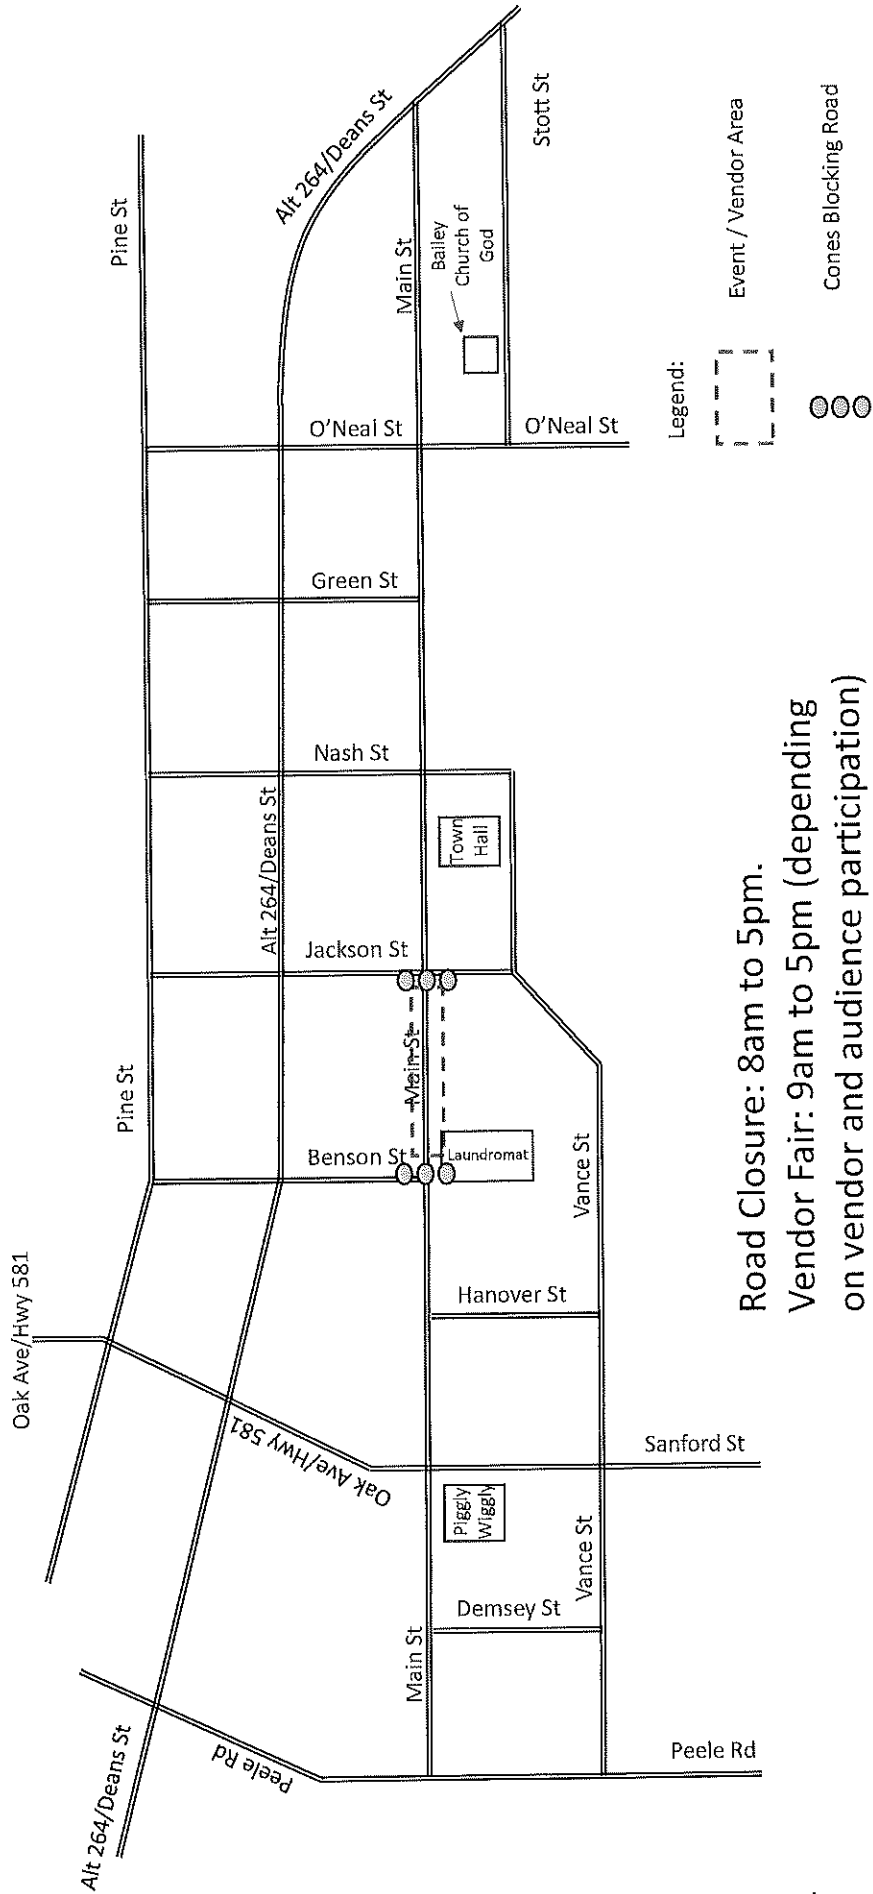 Oak Ave/Hwy 581
Pine St
Pine St
Alt 264/Deans St
Alt 264/Deans St
Alt 264/Deans St
Oak Ave/Hwy 581
Peele Rd
Benson St
Jackson St
Nash St
Green St
O'Neal St
Main St
Main St
Main St
Demsey St
Piggly
Wiggly
Hanover St
Laundromat
Town
Hall
Bailey
Church of
God
Stott St
O'Neal St
Vance St
Vance St
Peele Rd
Sanford St
Road Closure: 8am to 5pm.
Vendor Fair: 9am to 5pm (depending
on vendor and audience participation)
Legend:
Event / Vendor Area
Cones Blocking Road